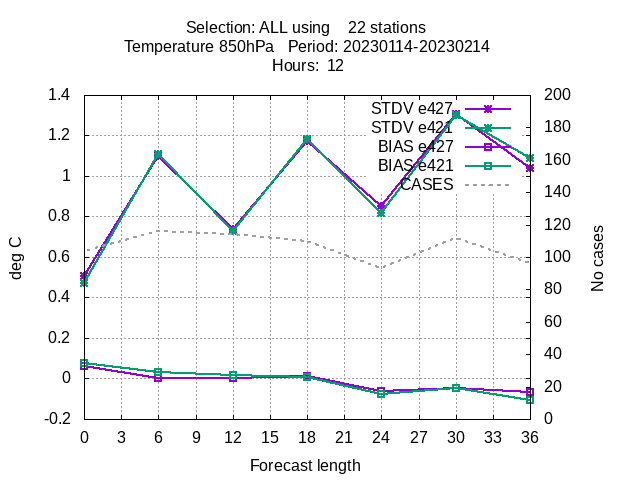 Selection: ALL using 22 stations
Temperature 850hPa Period: 20230114-20230214
Hours: 12
1.4
1.2
1
0.8
0.6
0.4
0.2
0
-0.2
deg C
STDV e427
STDV e421
BIAS e427
BIAS e421
CASES
200
180
160
140
120
100
80
60
40
20
0
No cases
0 3 6 9 12 15 18 21 24 27 30 33 36
Forecast length